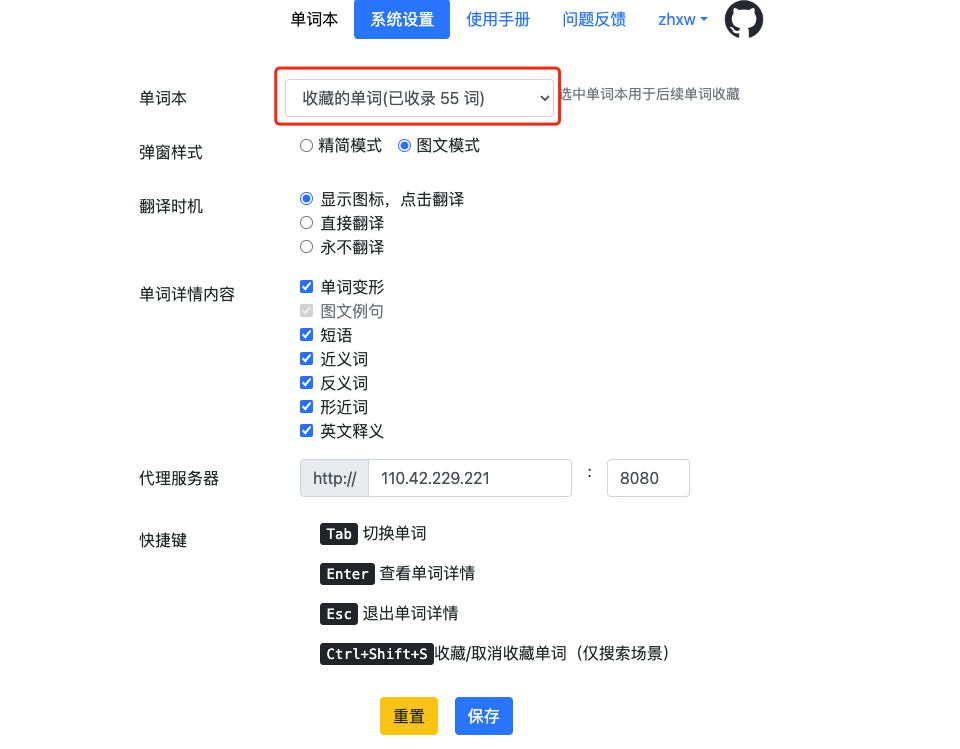 单词本 系统设置 使用手册 问题反馈 zhxw
单词本 收藏的单词(已收录 55 词) 选中单词本用于后续单词收藏
弹窗样式 精简模式 图文模式
翻译时机 显示图标，点击翻译
直接翻译
永不翻译
单词详情内容 单词变形
图文例句
短语
近义词
反义词
形近词
英文释义
代理服务器 http:// 110.42.229.221 : 8080
快捷键 Tab 切换单词
Enter 查看单词详情
Esc 退出单词详情
Ctrl+Shift+S 收藏/取消收藏单词（仅搜索场景）
重置 保存